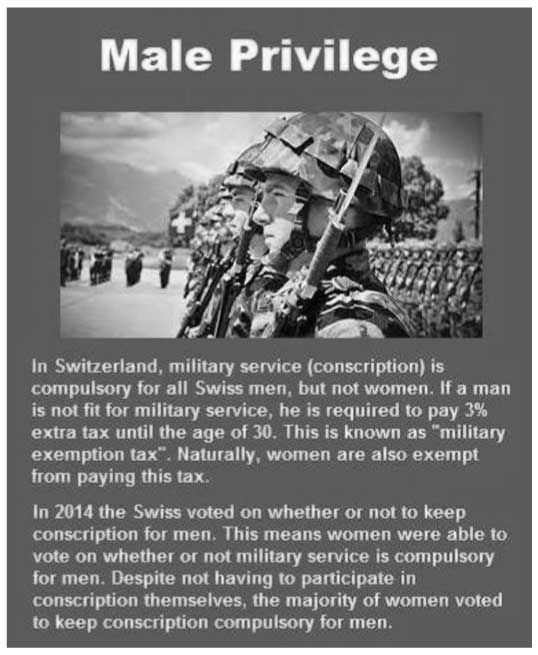 Male Privilege
In Switzerland, military service (conscription) is
compulsory for all Swiss men, but not women. If a man
is not fit for military service, he is required to pay 3%
extra tax until the age of 30. This is known as "military
exemption tax". Naturally, women are also exempt
from paying this tax.
In 2014 the Swiss voted on whether or not to keep
conscription for men. This means women were able to
vote on whether or not military service is compulsory
for men. Despite not having to participate in
conscription themselves, the majority of women voted
to keep conscription compulsory for men.